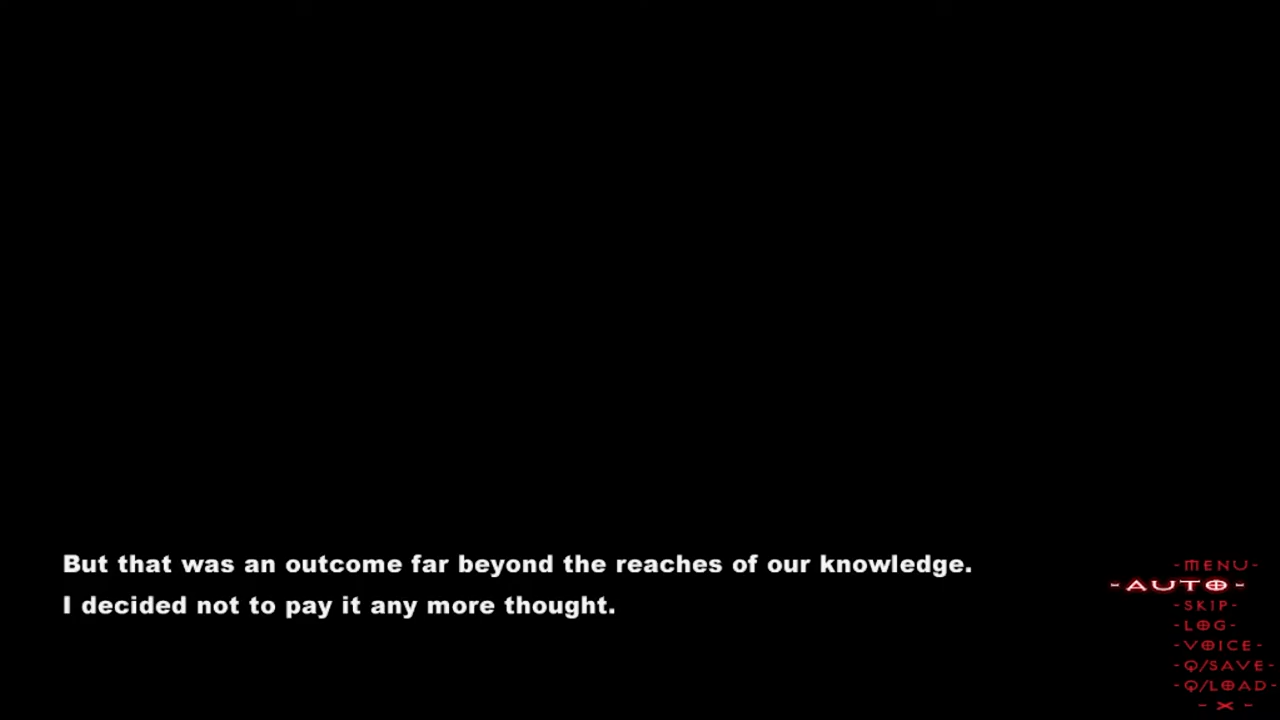 But that was an outcome far beyond the reaches of our knowledge.
I decided not to pay it any more thought.
-MENU-
-AUTO-
-SKIP-
-LOG-
-VOICE-
-Q/SAVE-
-Q/LOAD-
-X-